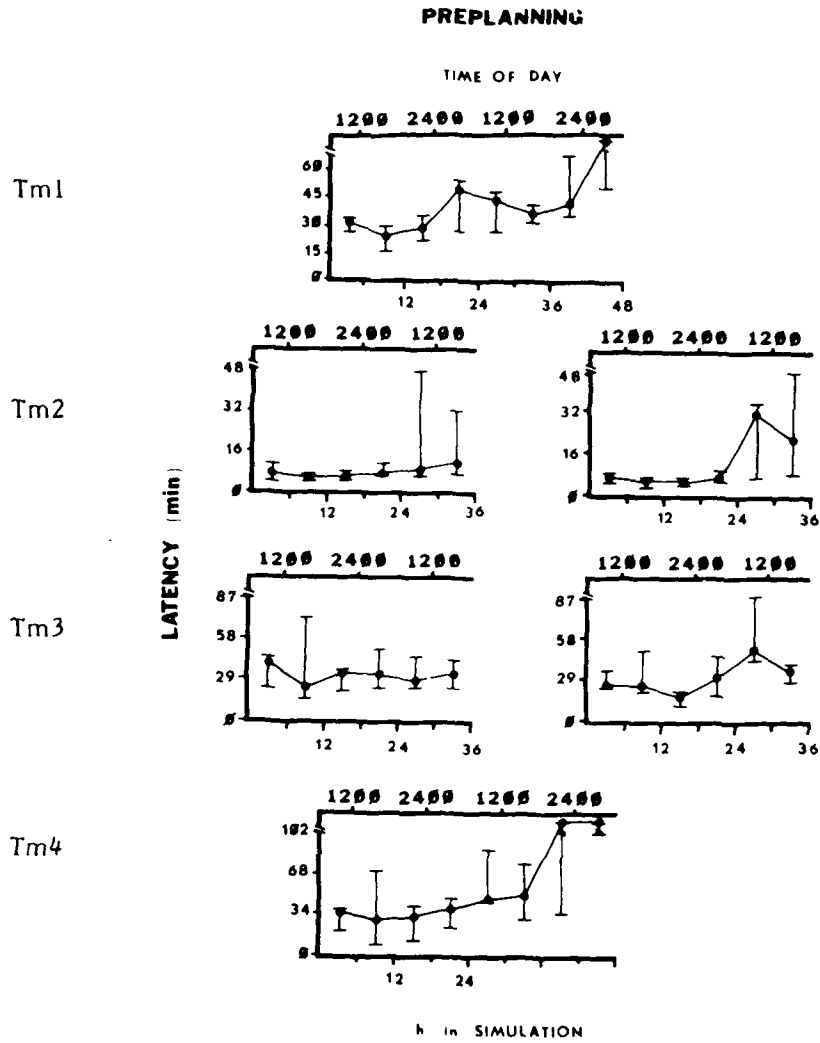 PREPLANNING
TIME OF DAY
1200 2400 1200 2400
Tm1
60
45
30
15
0
12 24 36 48
1200 2400 1200
1200 2400 1200
Tm2
48
32
16
0
12 24 36
48
32
16
0
12 24 36
LATENCY (min)
1200 2400 1200
1200 2400 1200
Tm3
87
58
29
0
12 24 36
87
58
29
0
12 24 36
1200 2400 1200 2400
Tm4
102
68
34
0
12 24
h in SIMULATION